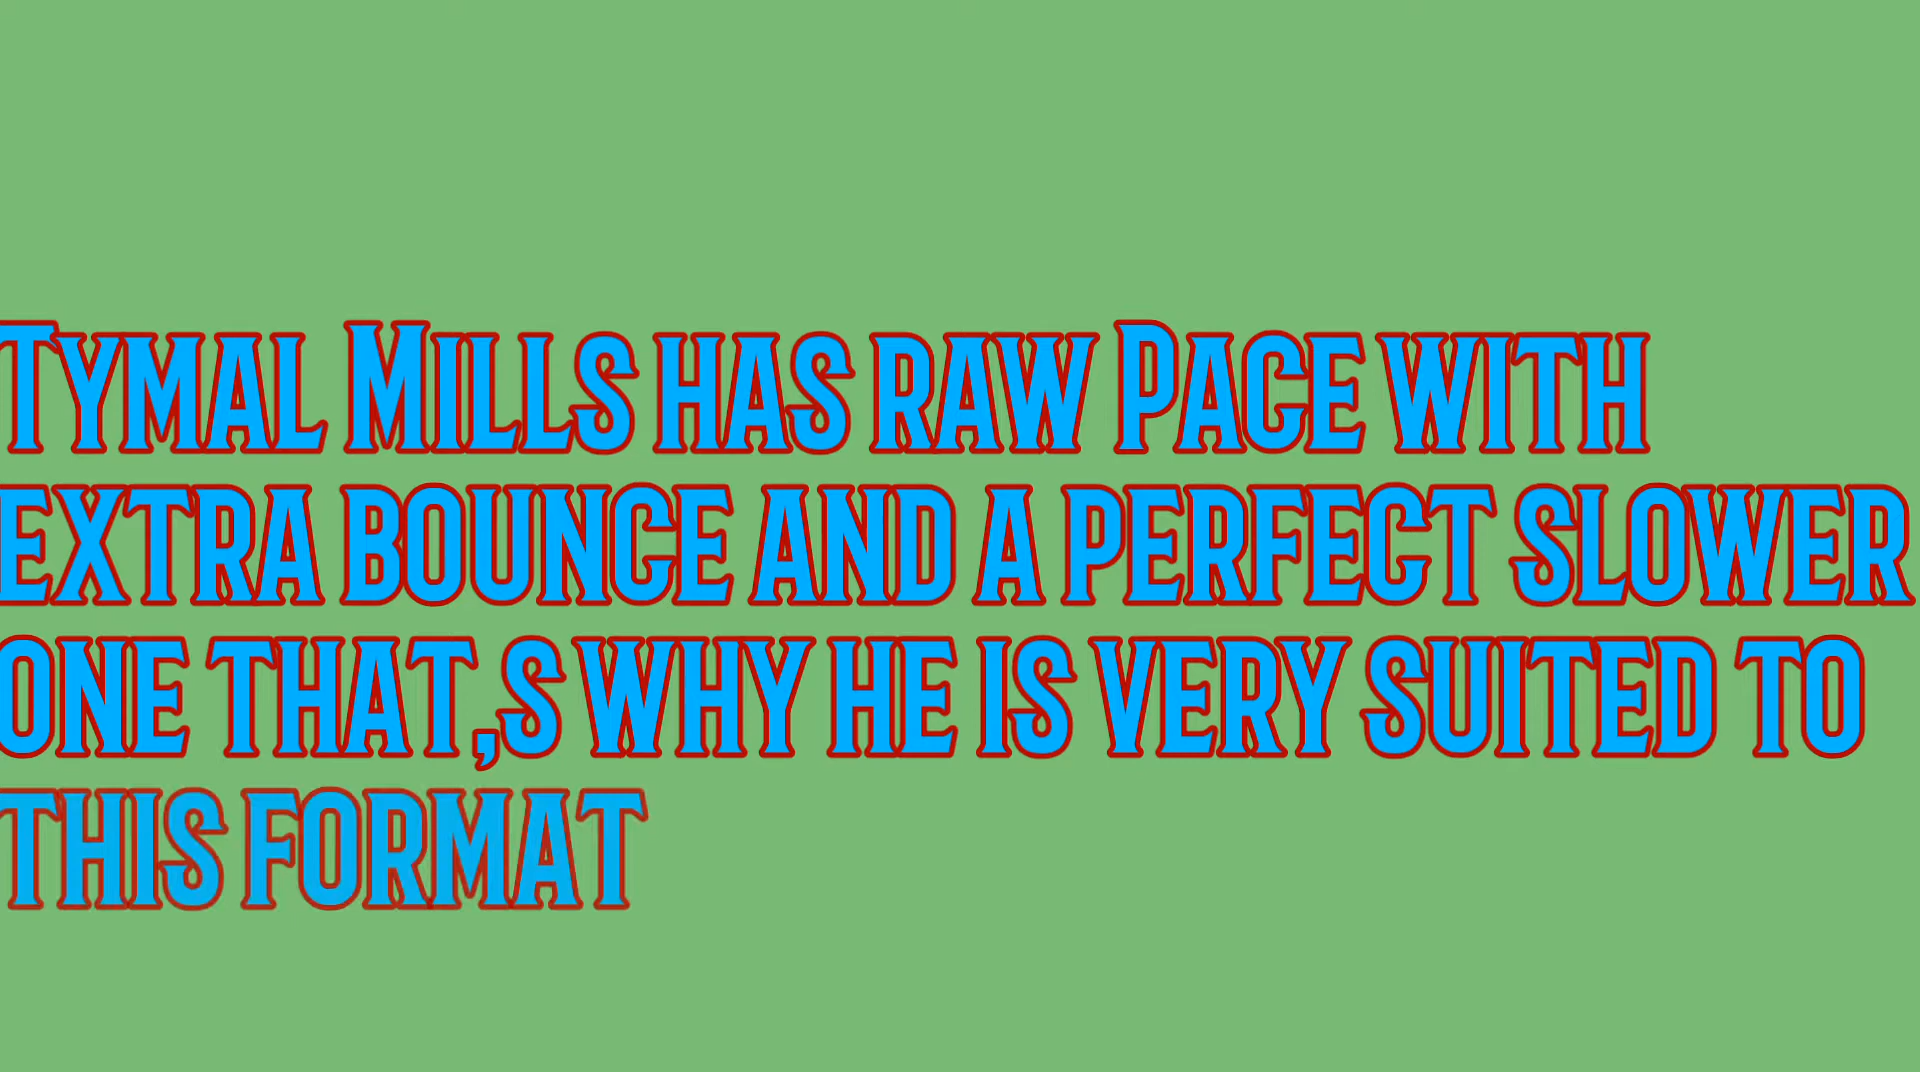 Tymal Mills has raw Pace with
extra bounce and a perfect slower
one that,s why he is very suited to
this format